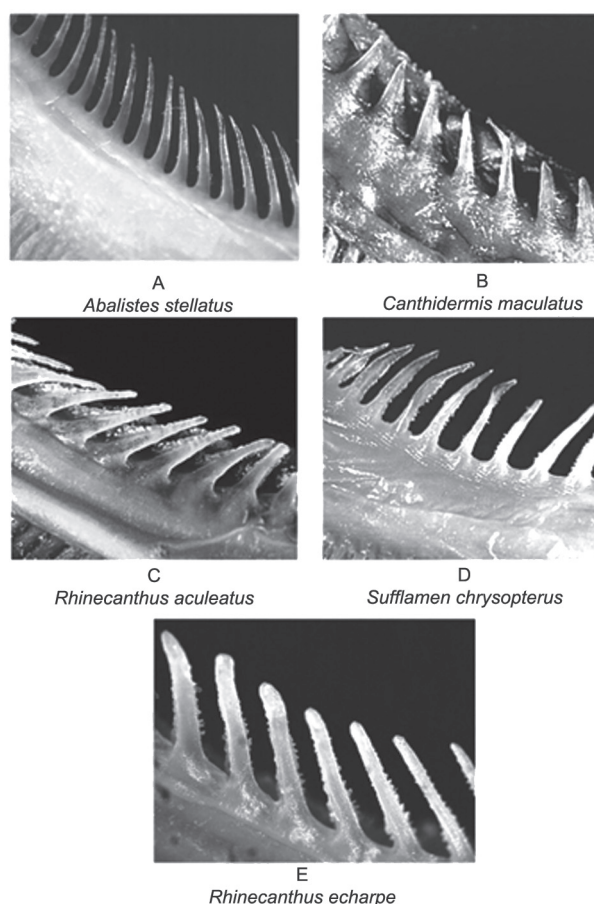 A
Abalistes stellatus
B
Canthidermis maculatus
C
Rhinecanthus aculeatus
D
Sufflamen chrysopterus
E
Rhinecanthus echarpe